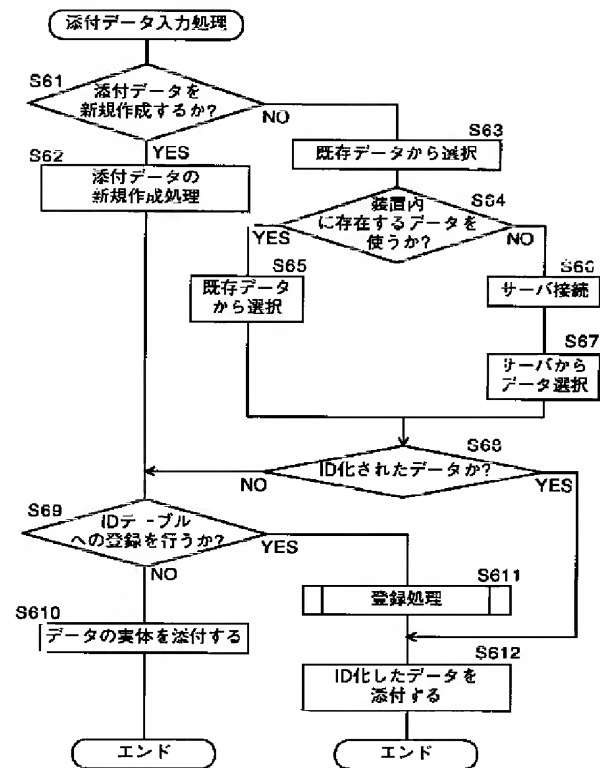 添付データ入力処理
S61
添付データを
新規作成するか?
NO
YES
S62
添付データの
新規作成処理
S63
既存データから選択
S64
装置内
に存在するデータを
使うか?
YES
NO
S65
既存データ
から選択
S66
サーバ接続
S67
サーバから
データ選択
S68
ID化されたデータか?
NO
YES
S69
IDテーブル
への登録を行うか?
YES
NO
S610
データの実体を添付する
S611
登録処理
S612
ID化したデータを
添付する
エンド
エンド